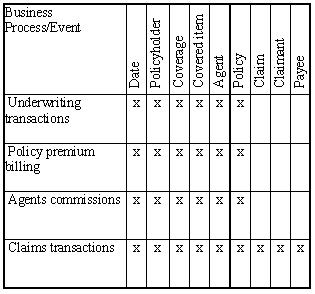 Business
Process/Event
Date
Policyholder
Coverage
Covered item
Agent
Policy
Claim
Claimant
Payee
Underwriting
transactions
x x x x x x
Policy premium
billing
x x x x x x
Agents commissions
x x x x x x
Claims transactions
x x x x x x x x x